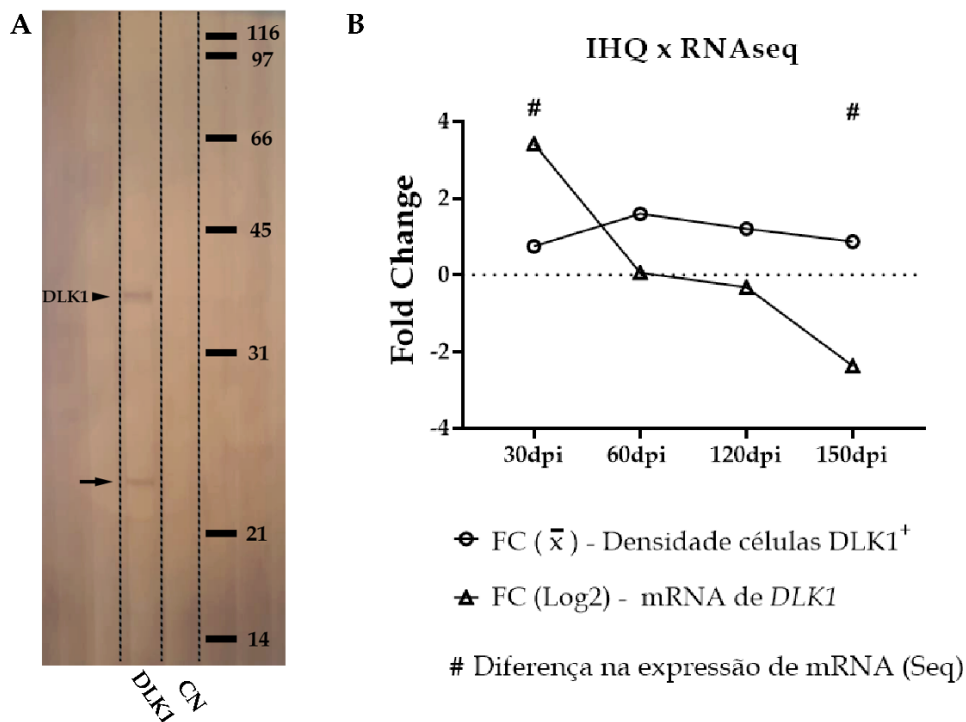 A
116
97
66
45
DLK1
31
21
14
DLK1
CN
B
IHQ x RNAseq
# #
Fold Change
4
2
0
-2
-4
30dpi 60dpi 120dpi 150dpi
FC ( x̄ ) - Densidade células DLK1⁺
FC (Log2) - mRNA de DLK1
# Diferença na expressão de mRNA (Seq)